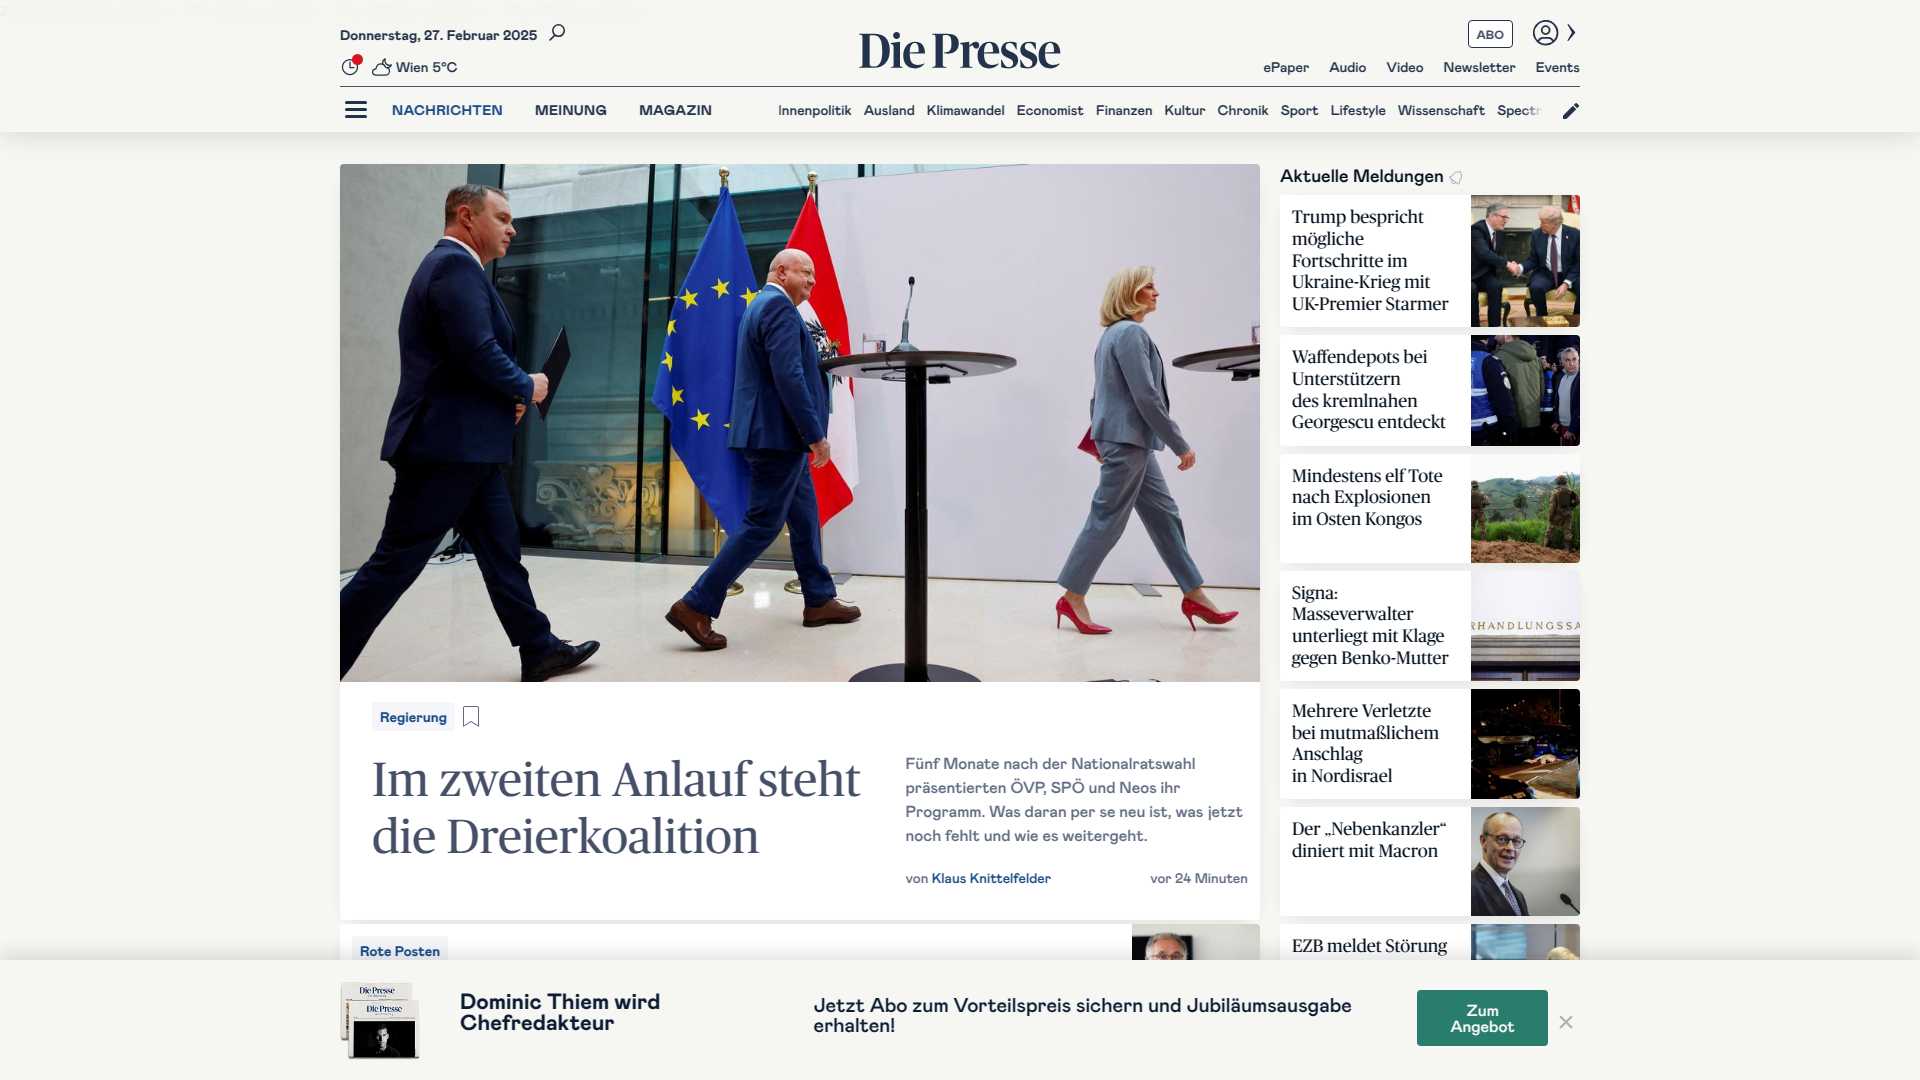 Donnerstag, 27. Februar 2025
Wien 5°C
Die Presse
ABO
ePaper Audio Video Newsletter Events
NACHRICHTEN MEINUNG MAGAZIN
Innenpolitik Ausland Klimawandel Economist Finanzen Kultur Chronik Sport Lifestyle Wissenschaft Spectr
Regierung
Im zweiten Anlauf steht
die Dreierkoalition
Fünf Monate nach der Nationalratswahl
präsentierten ÖVP, SPÖ und Neos ihr
Programm. Was daran per se neu ist, was jetzt
noch fehlt und wie es weitergeht.
von Klaus Knittelfelder
vor 24 Minuten
Rote Posten
Aktuelle Meldungen
Trump bespricht
mögliche
Fortschritte im
Ukraine-Krieg mit
UK-Premier Starmer
Waffendepots bei
Unterstützern
des kremlnahen
Georgescu entdeckt
Mindestens elf Tote
nach Explosionen
im Osten Kongos
Signa:
Masseverwalter
unterliegt mit Klage
gegen Benko-Mutter
RHANDLUNGSSA
Mehrere Verletzte
bei mutmaßlichem
Anschlag
in Nordisrael
Der „Nebenkanzler“
diniert mit Macron
EZB meldet Störung
Die Presse
Die Presse
Dominic Thiem wird
Chefredakteur
Jetzt Abo zum Vorteilspreis sichern und Jubiläumsausgabe
erhalten!
Zum
Angebot